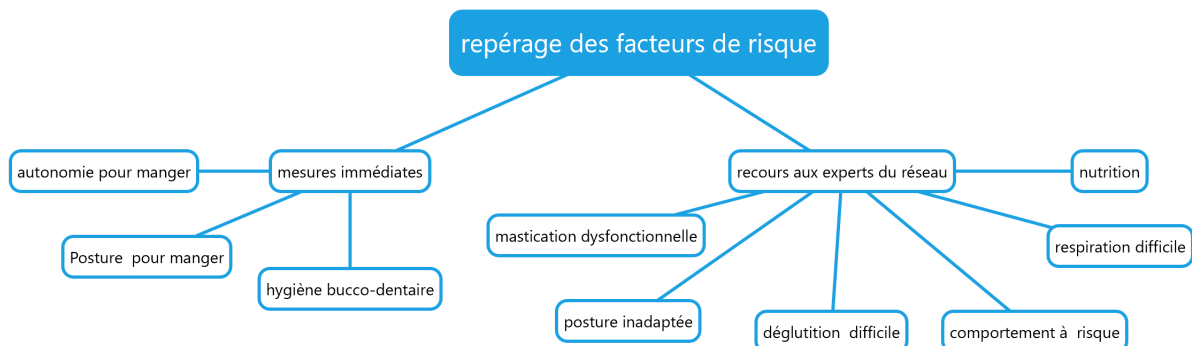 repérage des facteurs de risque
autonomie pour manger
mesures immédiates
recours aux experts du réseau
nutrition
mastication dysfonctionnelle
respiration difficile
Posture  pour manger
hygiène bucco-dentaire
posture inadaptée
déglutition  difficile
comportement à  risque